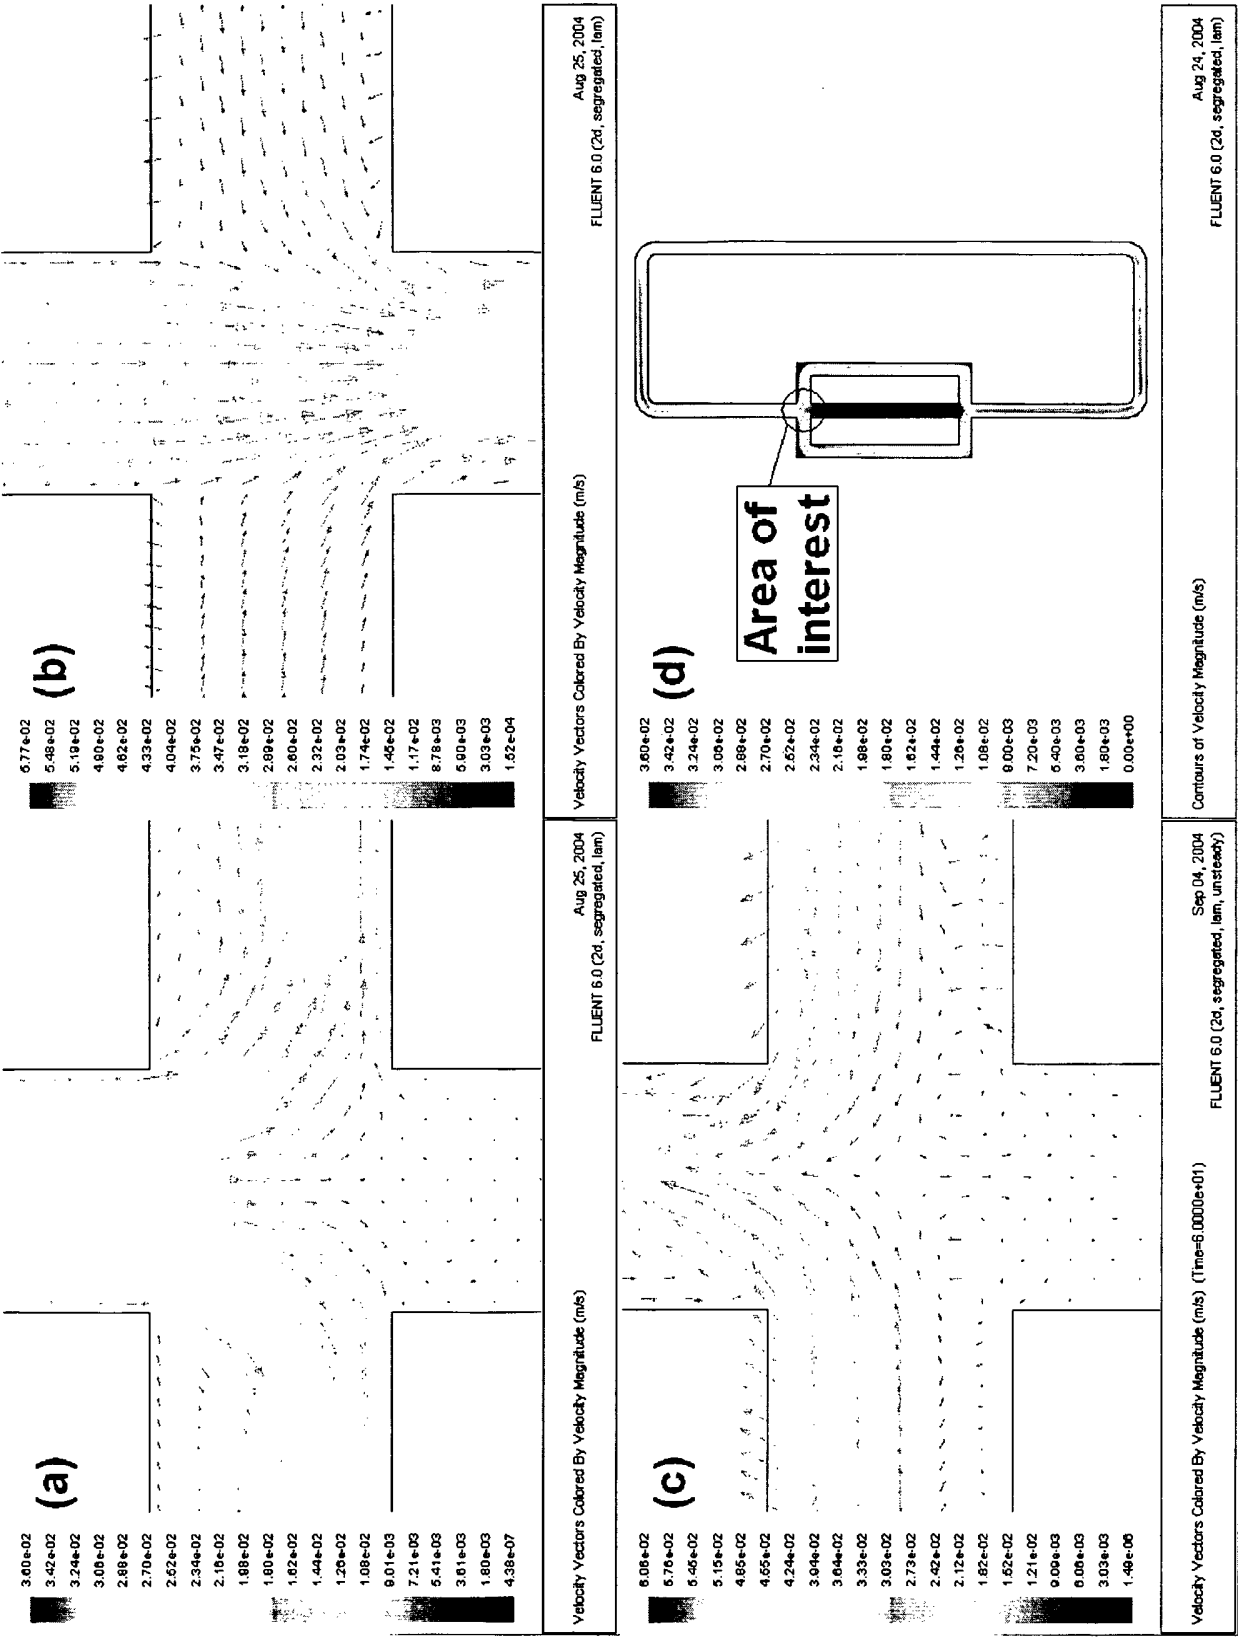 (a)
3.60e-02
3.42e-02
3.24e-02
3.06e-02
2.88e-02
2.70e-02
2.52e-02
2.34e-02
2.16e-02
1.98e-02
1.80e-02
1.62e-02
1.44e-02
1.26e-02
1.08e-02
9.01e-03
7.21e-03
5.41e-03
3.61e-03
1.80e-03
4.38e-07
Velocity Vectors Colored By Velocity Magnitude (m/s)
Aug 25, 2004
FLUENT 6.0 (2d, segregated, lam)
(b)
5.77e-02
5.48e-02
5.19e-02
4.90e-02
4.62e-02
4.33e-02
4.04e-02
3.75e-02
3.47e-02
3.18e-02
2.89e-02
2.60e-02
2.32e-02
2.03e-02
1.74e-02
1.46e-02
1.17e-02
8.78e-03
5.90e-03
3.03e-03
1.52e-04
Velocity Vectors Colored By Velocity Magnitude (m/s)
Aug 25, 2004
FLUENT 6.0 (2d, segregated, lam)
(c)
6.06e-02
5.76e-02
5.45e-02
5.15e-02
4.85e-02
4.55e-02
4.24e-02
3.94e-02
3.64e-02
3.33e-02
3.03e-02
2.73e-02
2.42e-02
2.12e-02
1.82e-02
1.52e-02
1.21e-02
9.09e-03
6.06e-03
3.03e-03
1.48e-06
Velocity Vectors Colored By Velocity Magnitude (m/s) (Time=6.0000e+01)
Sep 04, 2004
FLUENT 6.0 (2d, segregated, lam, unsteady)
(d)
3.60e-02
3.42e-02
3.24e-02
3.06e-02
2.88e-02
2.70e-02
2.52e-02
2.34e-02
2.16e-02
1.98e-02
1.80e-02
1.62e-02
1.44e-02
1.26e-02
1.08e-02
9.00e-03
7.20e-03
5.40e-03
3.60e-03
1.80e-03
0.00e+00
Area of
interest
Contours of Velocity Magnitude (m/s)
Aug 24, 2004
FLUENT 6.0 (2d, segregated, lam)